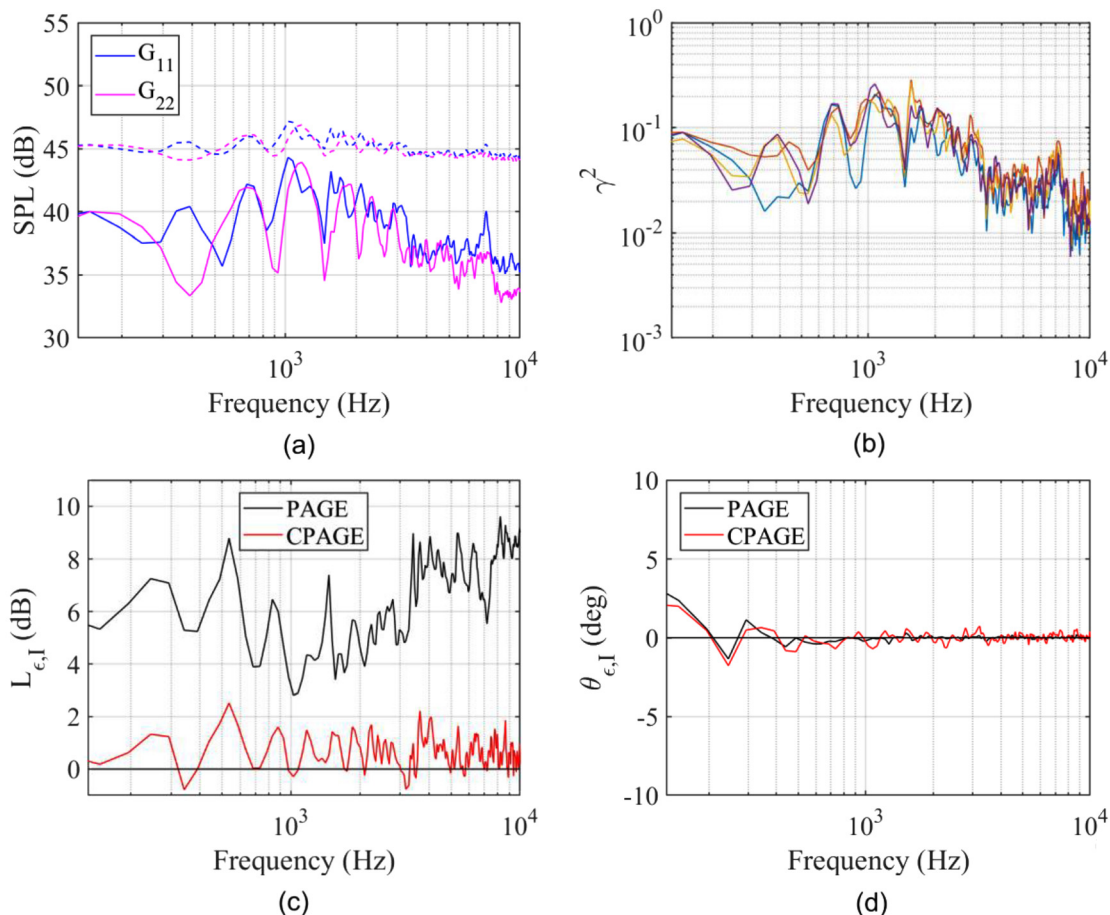 55
50
45
40
35
30
SPL (dB)
G11
G22
10^3
10^4
Frequency (Hz)
(a)
10^0
10^-1
10^-2
10^-3
γ^2
10^3
10^4
Frequency (Hz)
(b)
10
8
6
4
2
0
L_ϵ,I (dB)
PAGE
CPAGE
10^3
10^4
Frequency (Hz)
(c)
10
5
0
-5
-10
θ_ϵ,I (deg)
PAGE
CPAGE
10^3
10^4
Frequency (Hz)
(d)